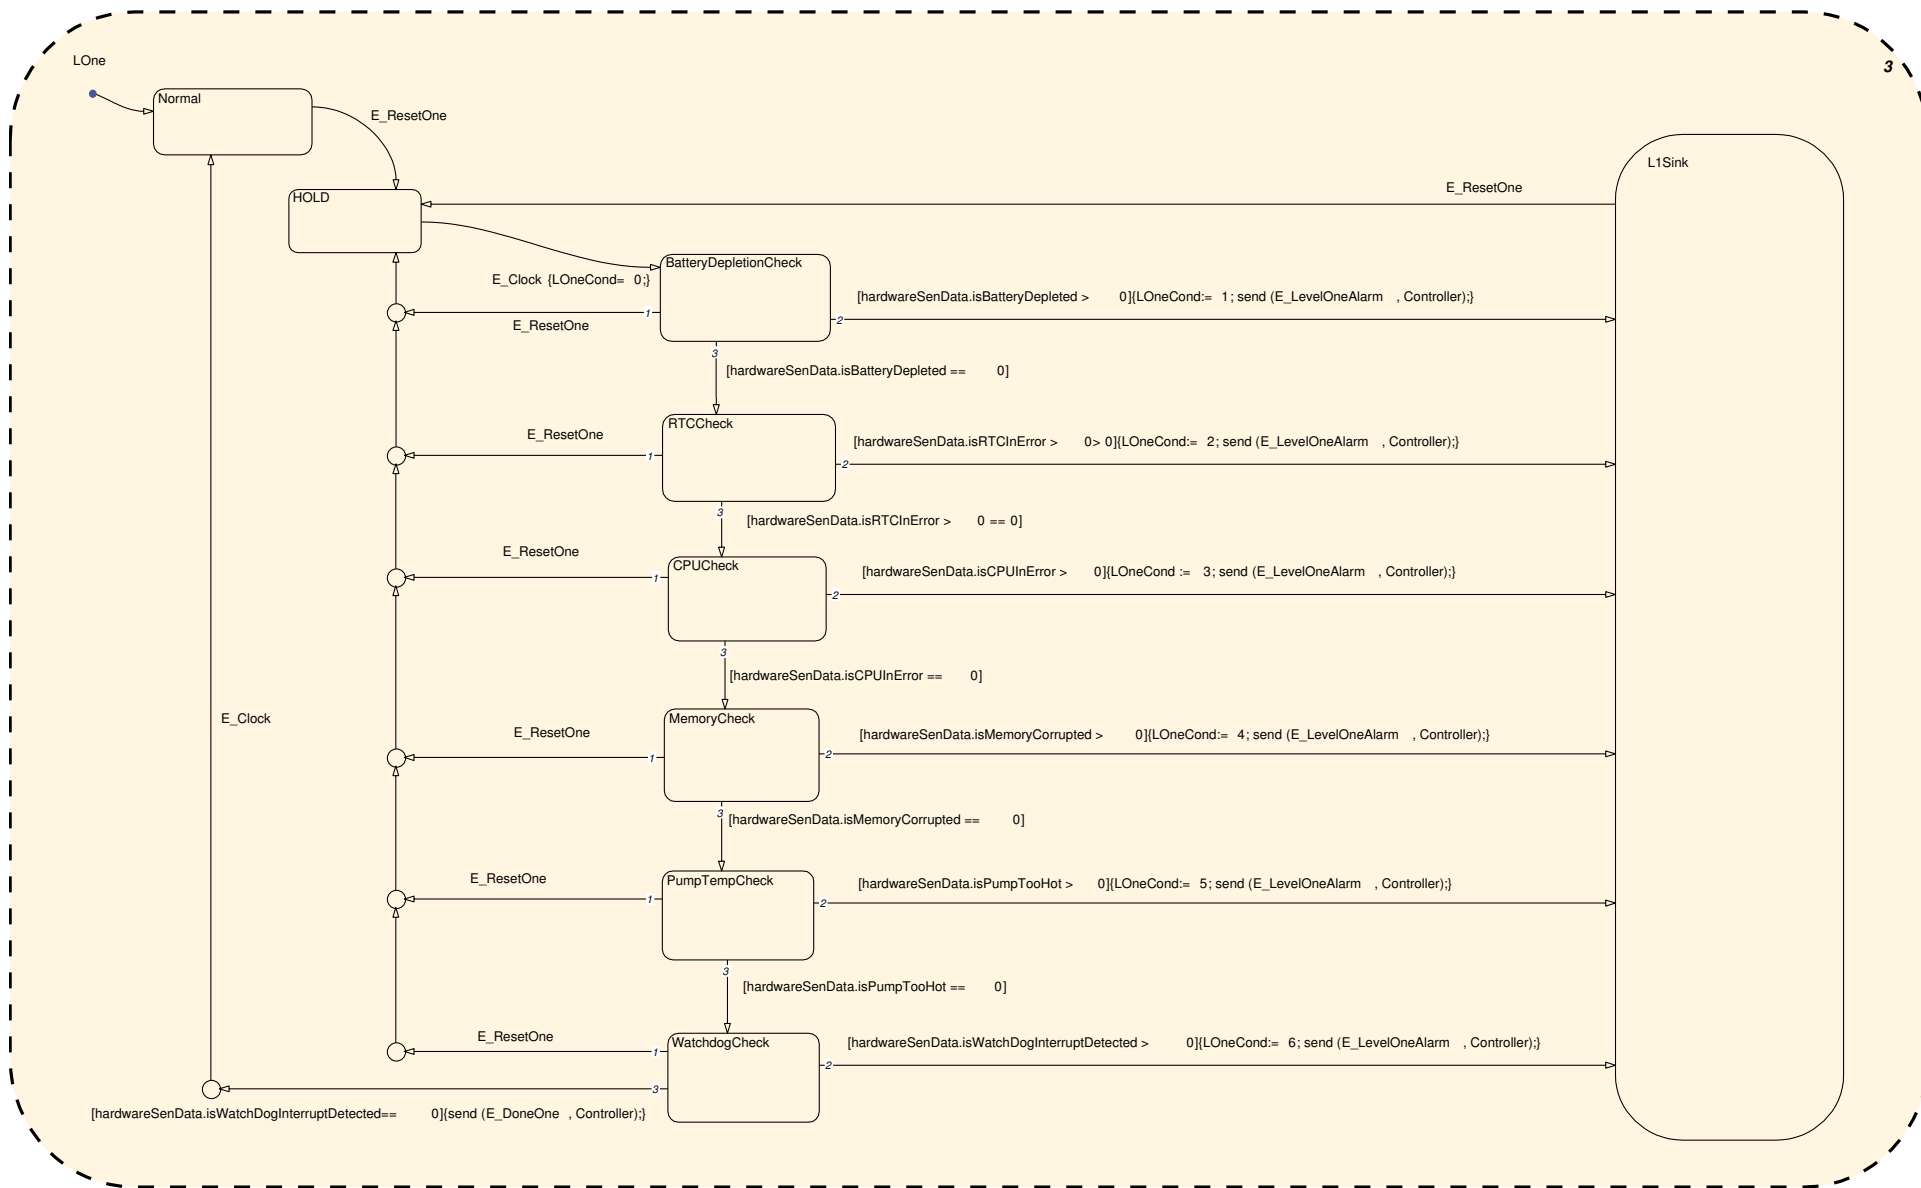 LOne
3
Normal
E_ResetOne
L1Sink
E_ResetOne
HOLD
BatteryDepletionCheck
E_Clock {LOneCond= 0;}
[hardwareSenData.isBatteryDepleted > 0]{LOneCond:= 1; send (E_LevelOneAlarm , Controller);}
1
2
E_ResetOne
3
[hardwareSenData.isBatteryDepleted == 0]
RTCCheck
E_ResetOne
[hardwareSenData.isRTCInError > 0> 0]{LOneCond:= 2; send (E_LevelOneAlarm , Controller);}
1
2
3
[hardwareSenData.isRTCInError > 0 == 0]
E_ResetOne
CPUCheck
[hardwareSenData.isCPUInError > 0]{LOneCond := 3; send (E_LevelOneAlarm , Controller);}
1
2
3
[hardwareSenData.isCPUInError == 0]
E_Clock
MemoryCheck
E_ResetOne
[hardwareSenData.isMemoryCorrupted > 0]{LOneCond:= 4; send (E_LevelOneAlarm , Controller);}
1
2
3
[hardwareSenData.isMemoryCorrupted == 0]
E_ResetOne
PumpTempCheck
[hardwareSenData.isPumpTooHot > 0]{LOneCond:= 5; send (E_LevelOneAlarm , Controller);}
1
2
3
[hardwareSenData.isPumpTooHot == 0]
E_ResetOne
WatchdogCheck
[hardwareSenData.isWatchDogInterruptDetected > 0]{LOneCond:= 6; send (E_LevelOneAlarm , Controller);}
1
2
3
[hardwareSenData.isWatchDogInterruptDetected== 0]{send (E_DoneOne , Controller);}